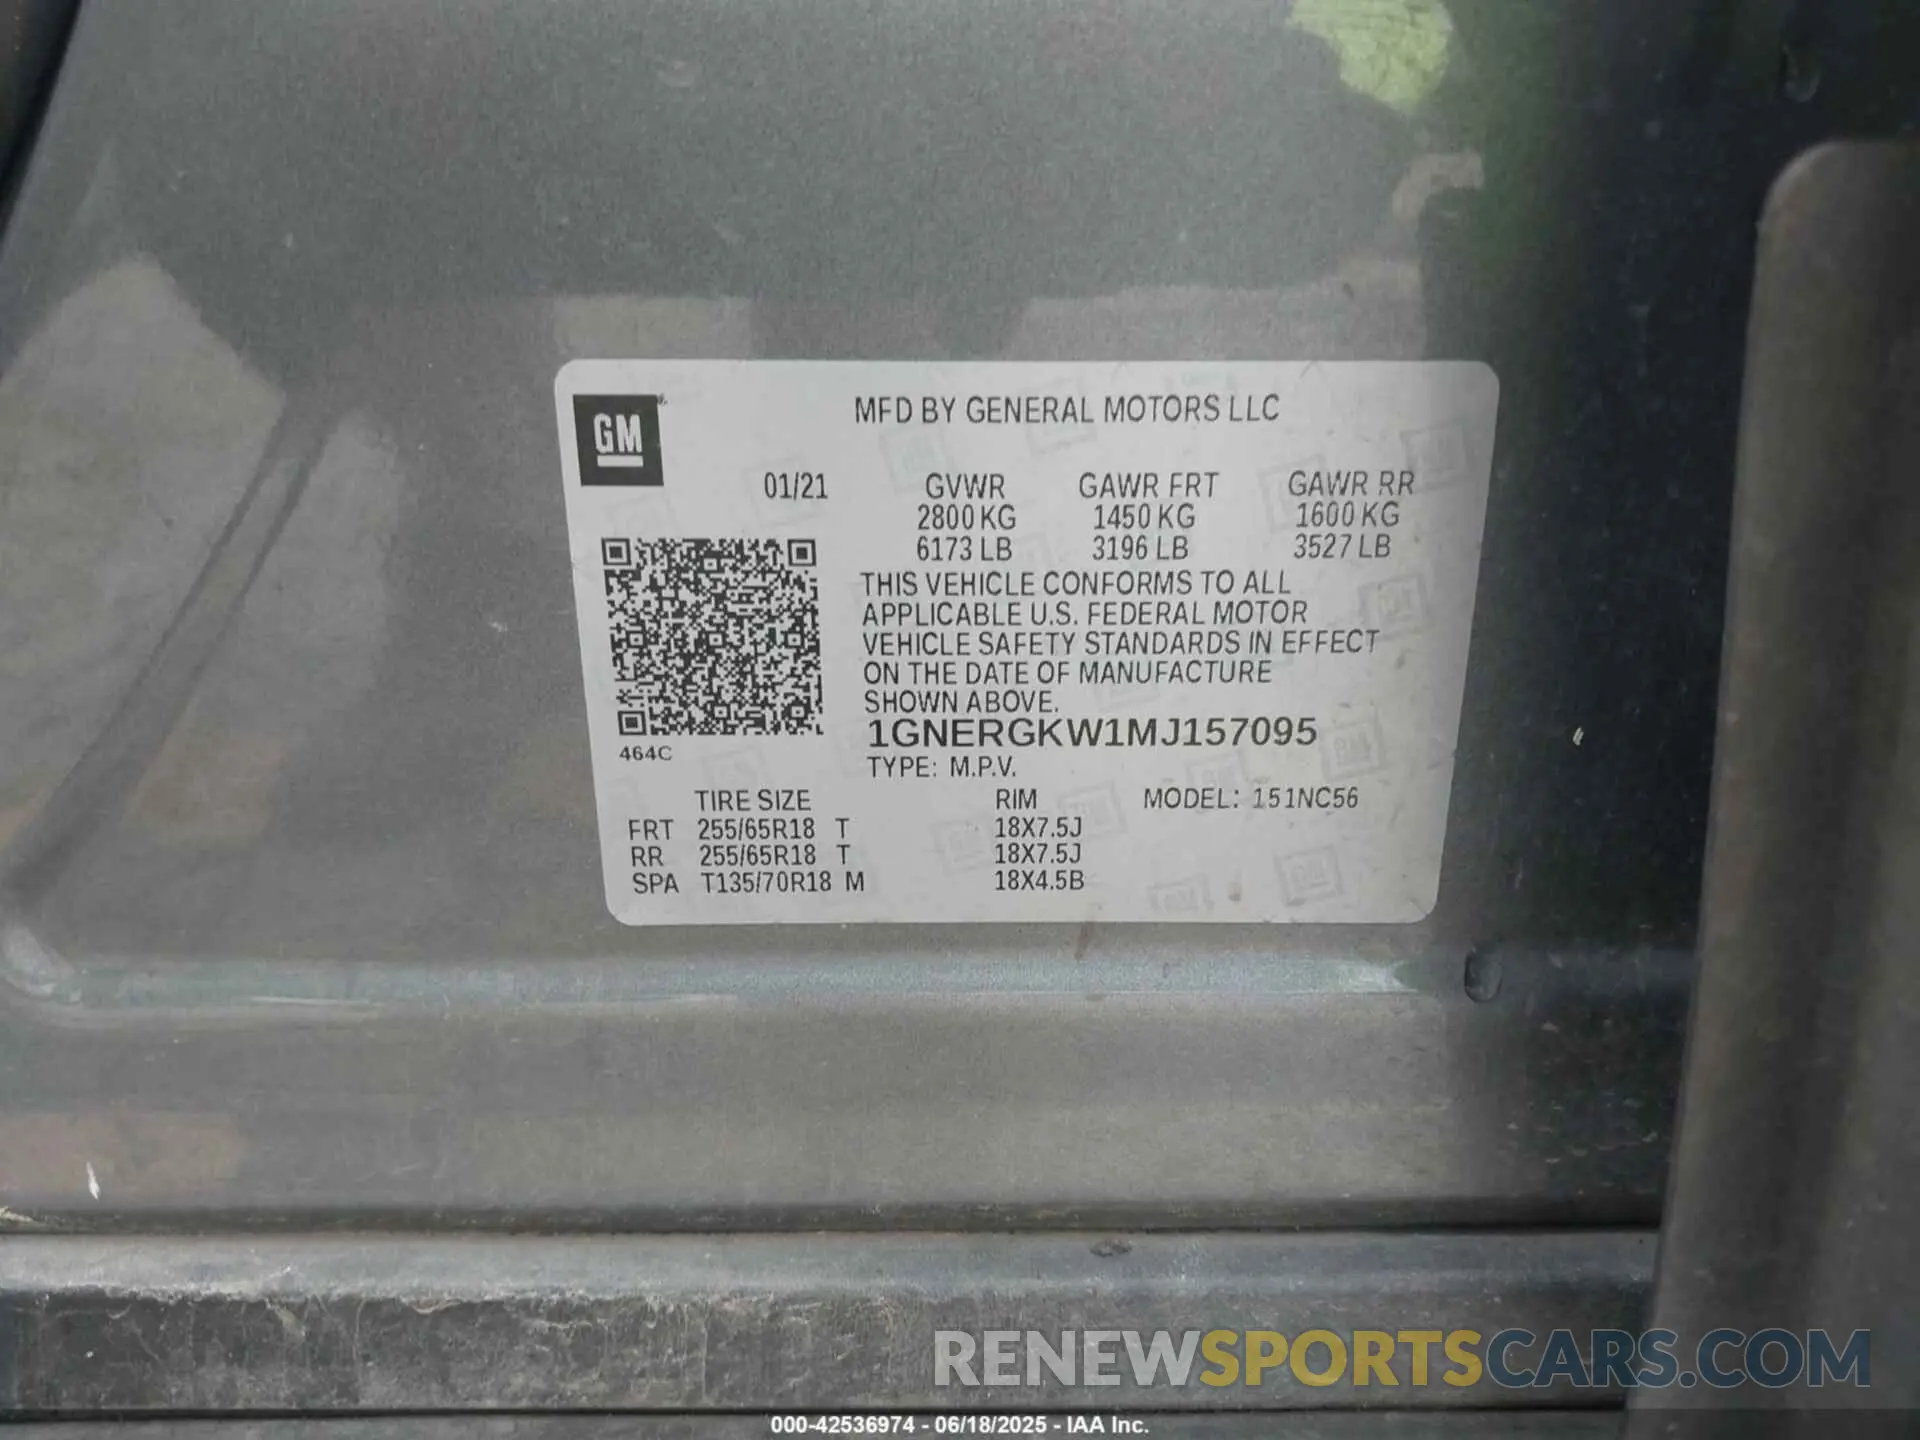 GM
MFD BY GENERAL MOTORS LLC
01/21 GVWR GAWR FRT GAWR RR
2800 KG 1450 KG 1600 KG
6173 LB 3196 LB 3527 LB
THIS VEHICLE CONFORMS TO ALL
APPLICABLE U.S. FEDERAL MOTOR
VEHICLE SAFETY STANDARDS IN EFFECT
ON THE DATE OF MANUFACTURE
SHOWN ABOVE.
1GNERGKW1MJ157095
464C
TYPE: M.P.V.
TIRE SIZE RIM MODEL: 151NC56
FRT 255/65R18 T 18X7.5J
RR 255/65R18 T 18X7.5J
SPA T135/70R18 M 18X4.5B
RENEWSPORTSCARS.COM
000-42536974 - 06/18/2025 - IAA Inc.